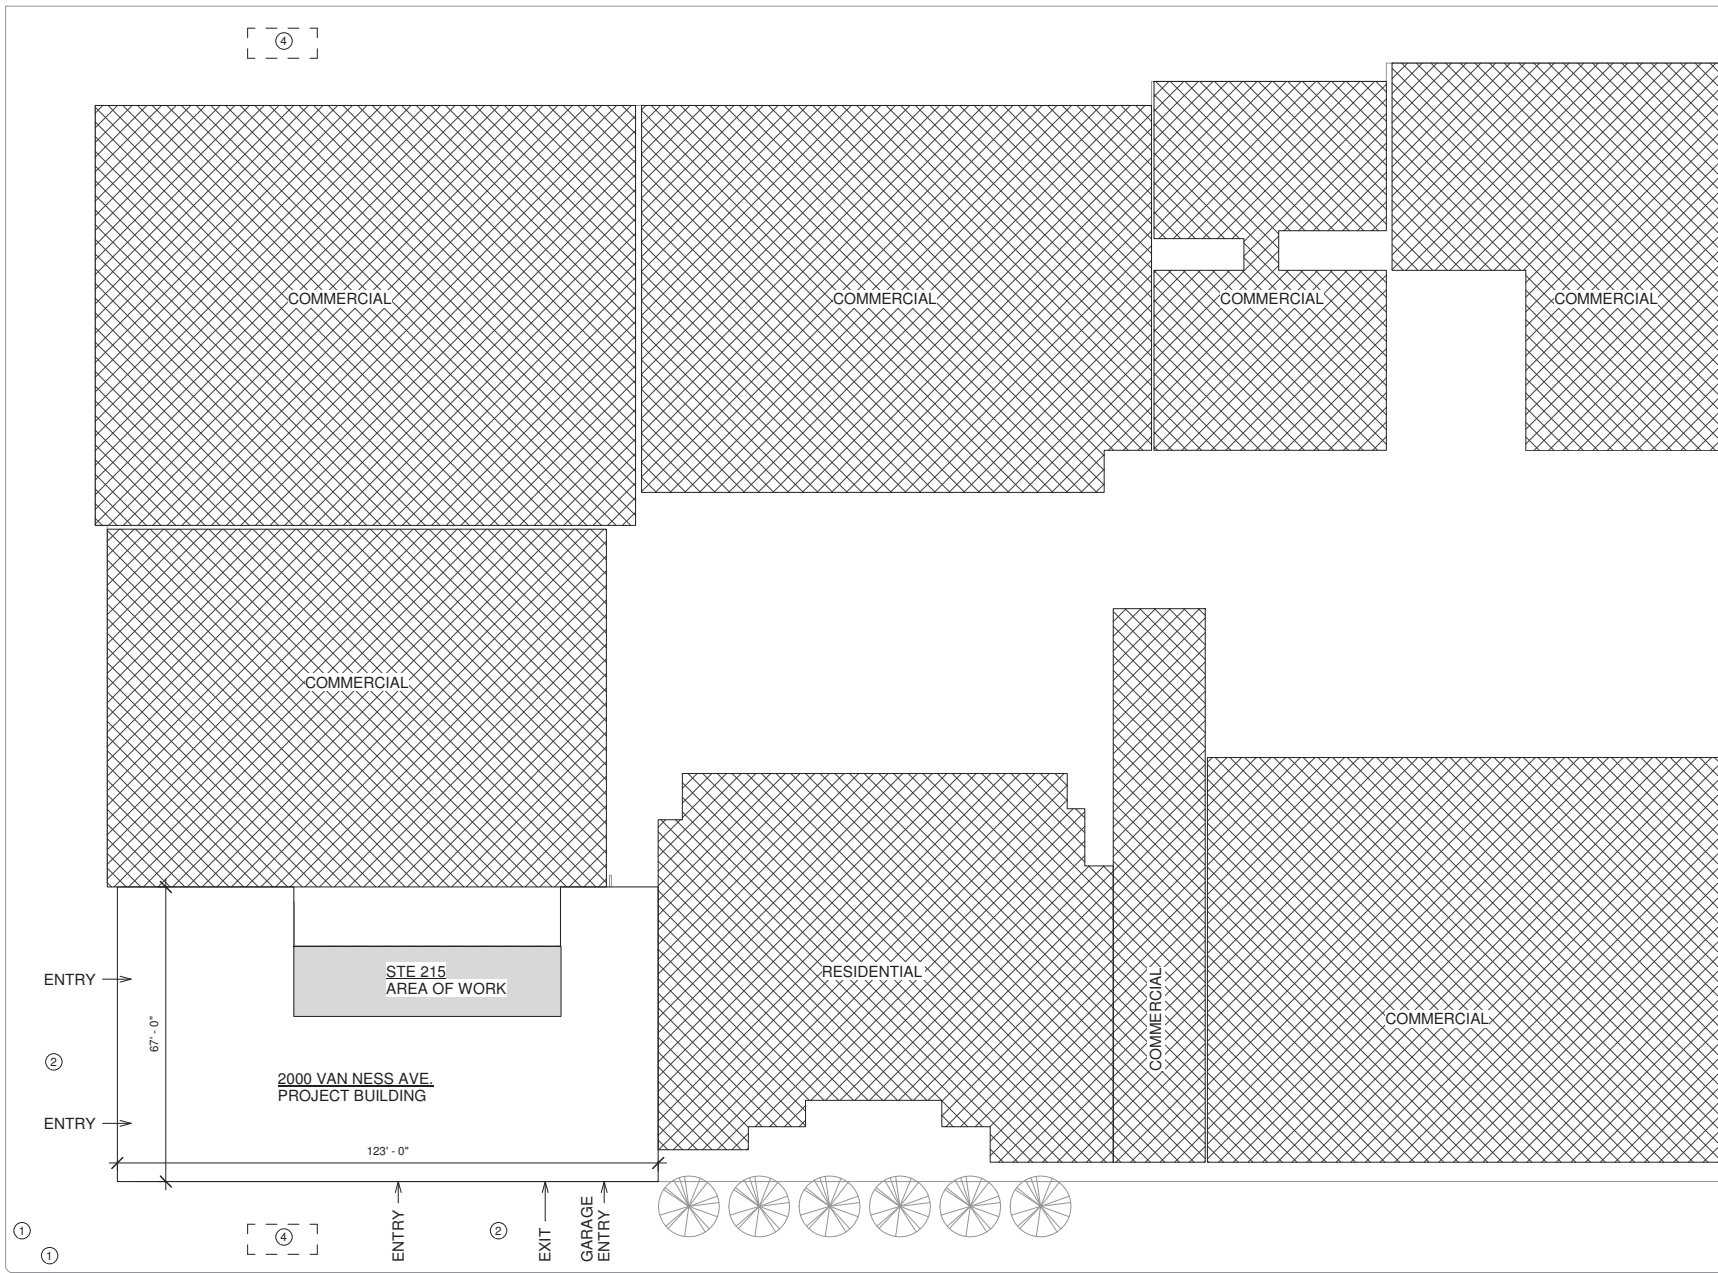 4
COMMERCIAL
COMMERCIAL
COMMERCIAL
COMMERCIAL
COMMERCIAL
STE 215
AREA OF WORK
RESIDENTIAL
COMMERCIAL
COMMERCIAL
ENTRY
67' - 0"
2
2000 VAN NESS AVE.
PROJECT BUILDING
ENTRY
123' - 0"
1
1
4
ENTRY
2
EXIT
GARAGE
ENTRY